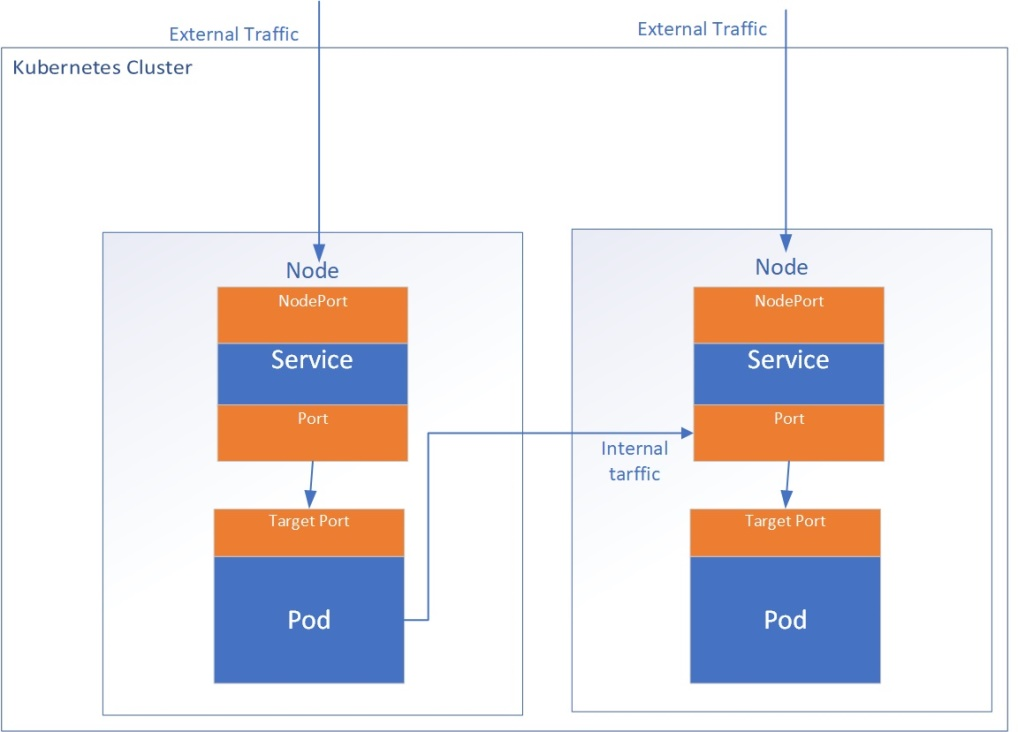 External Traffic
External Traffic
Kubernetes Cluster
Node
NodePort
Service
Port
Target Port
Pod
Internal
tarffic
Node
NodePort
Service
Port
Target Port
Pod